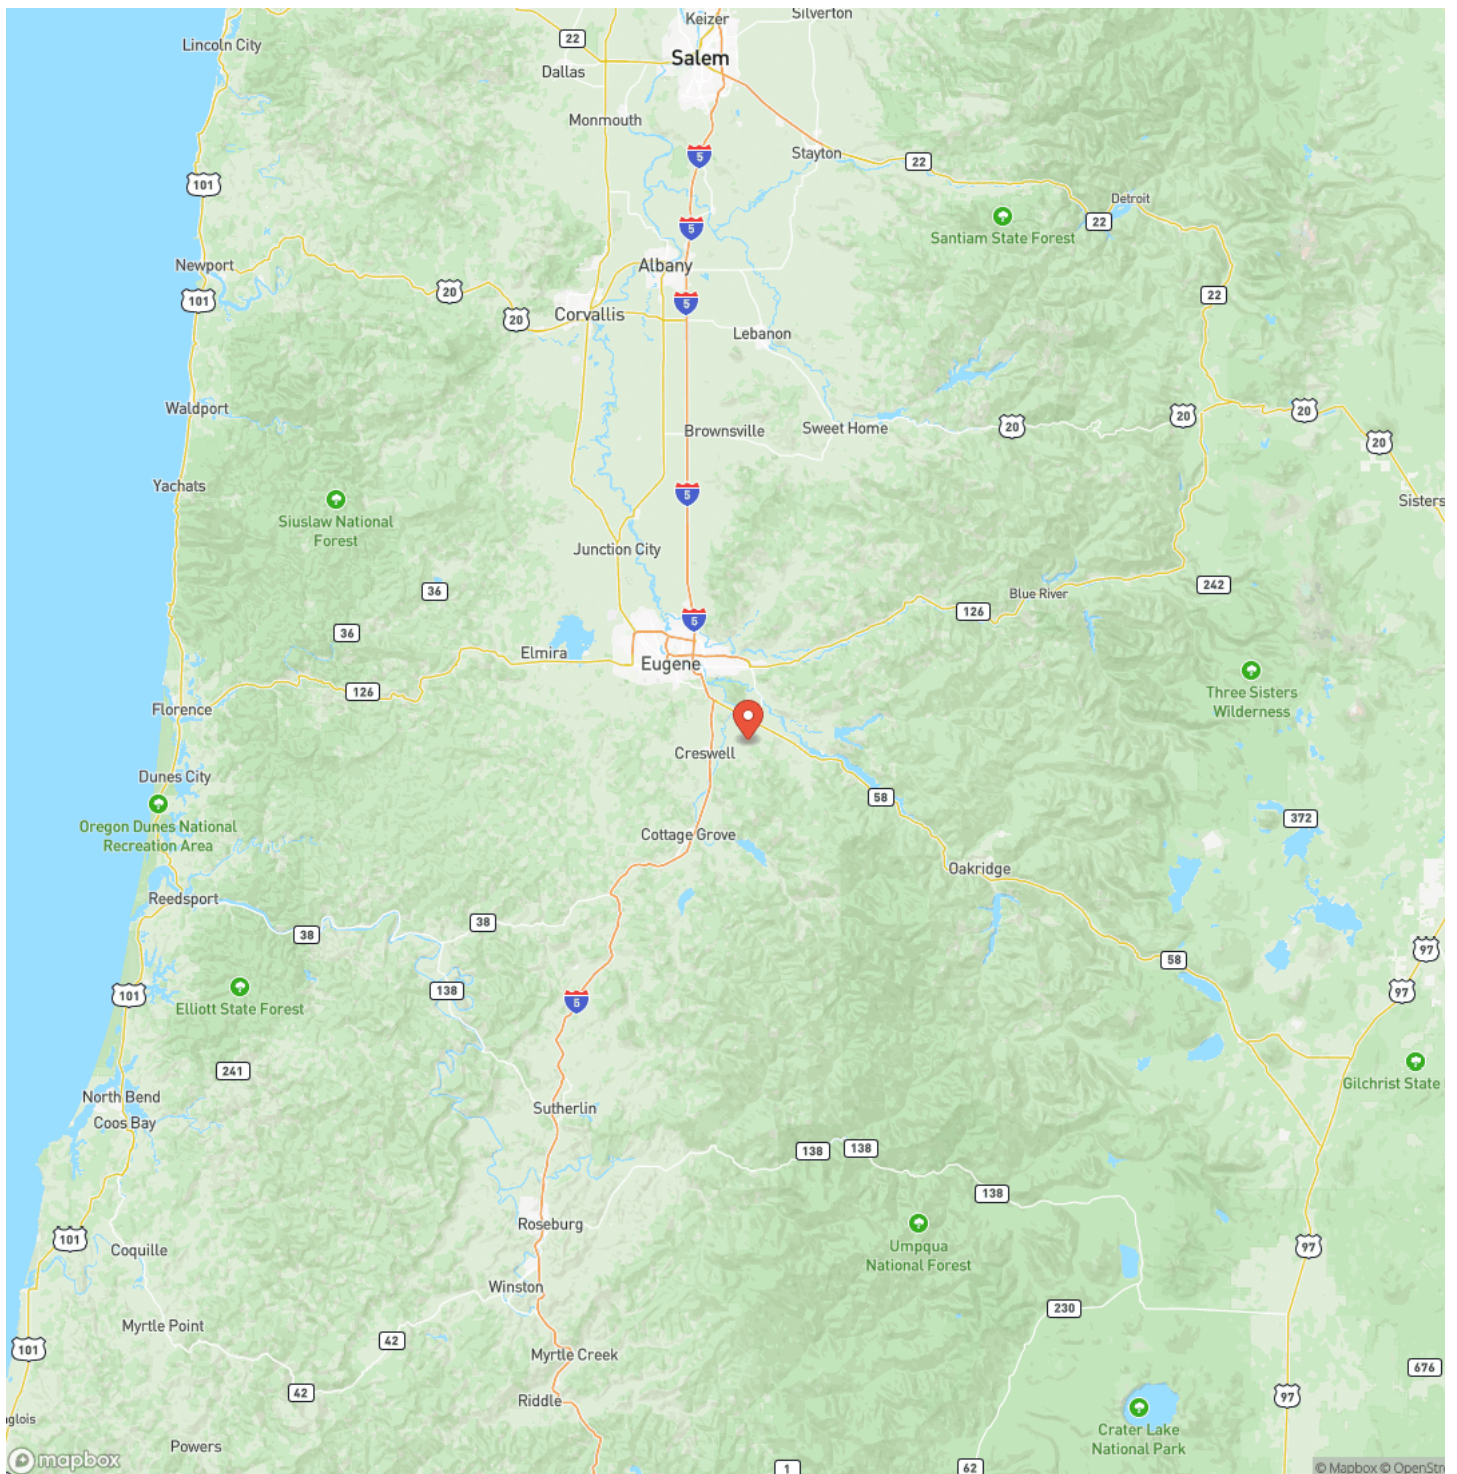 Keizer
Silverton
Lincoln City
22
Salem
Dallas
Monmouth
5
Stayton
22
101
Detroit
22
Santiam State Forest
5
Newport
Albany
20
22
101
5
20
Corvallis
Lebanon
Waldport
20
20
20
Brownsville
Sweet Home
20
Yachats
5
Sisters
Siuslaw National
Forest
Junction City
36
242
Blue River
126
5
36
Elmira
Eugene
126
Three Sisters
Wilderness
Florence
Creswell
Dunes City
58
Oregon Dunes National
Recreation Area
372
Cottage Grove
Oakridge
Reedsport
38
38
97
58
101
138
97
5
Elliott State Forest
241
Gilchrist State
North Bend
Sutherlin
Coos Bay
138
138
138
Roseburg
101
Coquille
Umpqua
National Forest
97
Winston
230
Myrtle Point
42
101
Myrtle Creek
676
42
Riddle
97
glois
Crater Lake
National Park
Powers
mapbox
1
62
© Mapbox © OpenStre